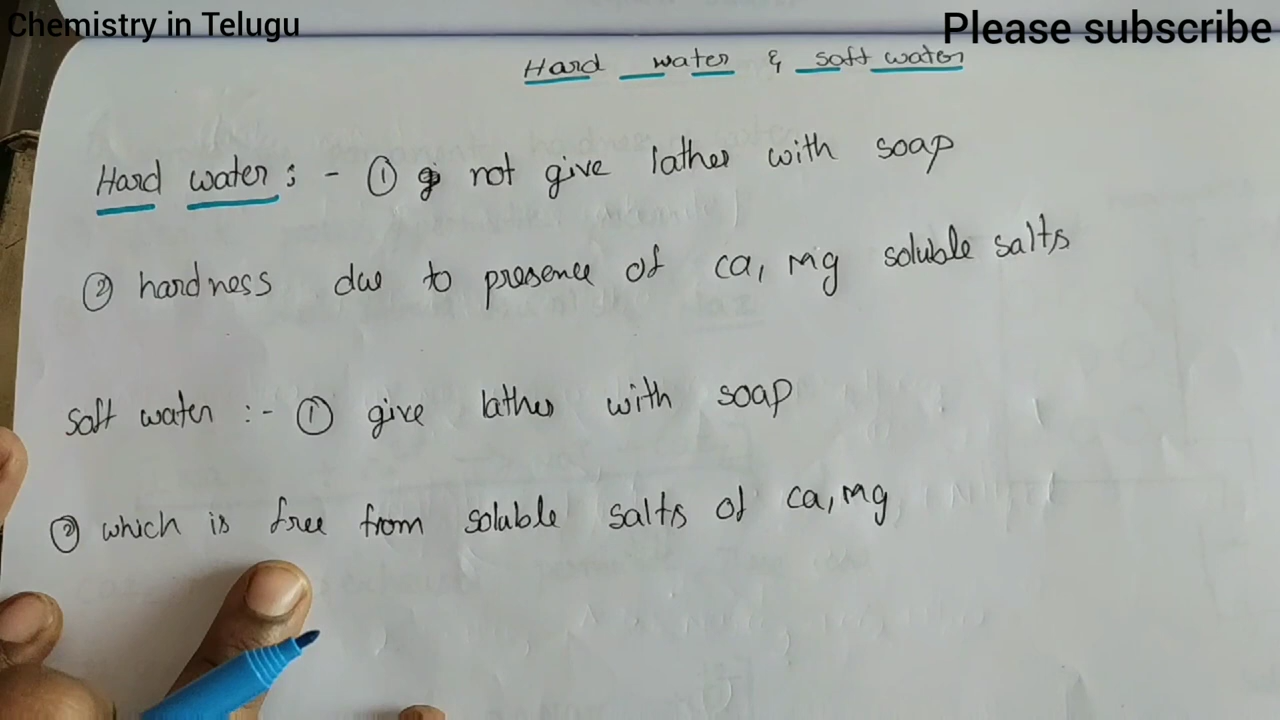 Chemistry in Telugu
Please subscribe
Hard water & soft water
Hard water : - ① not give lather with soap
② hardness due to presence of ca, Mg soluble salts
soft water :- ① give lather with soap
② which is free from soluble salts of ca, Mg